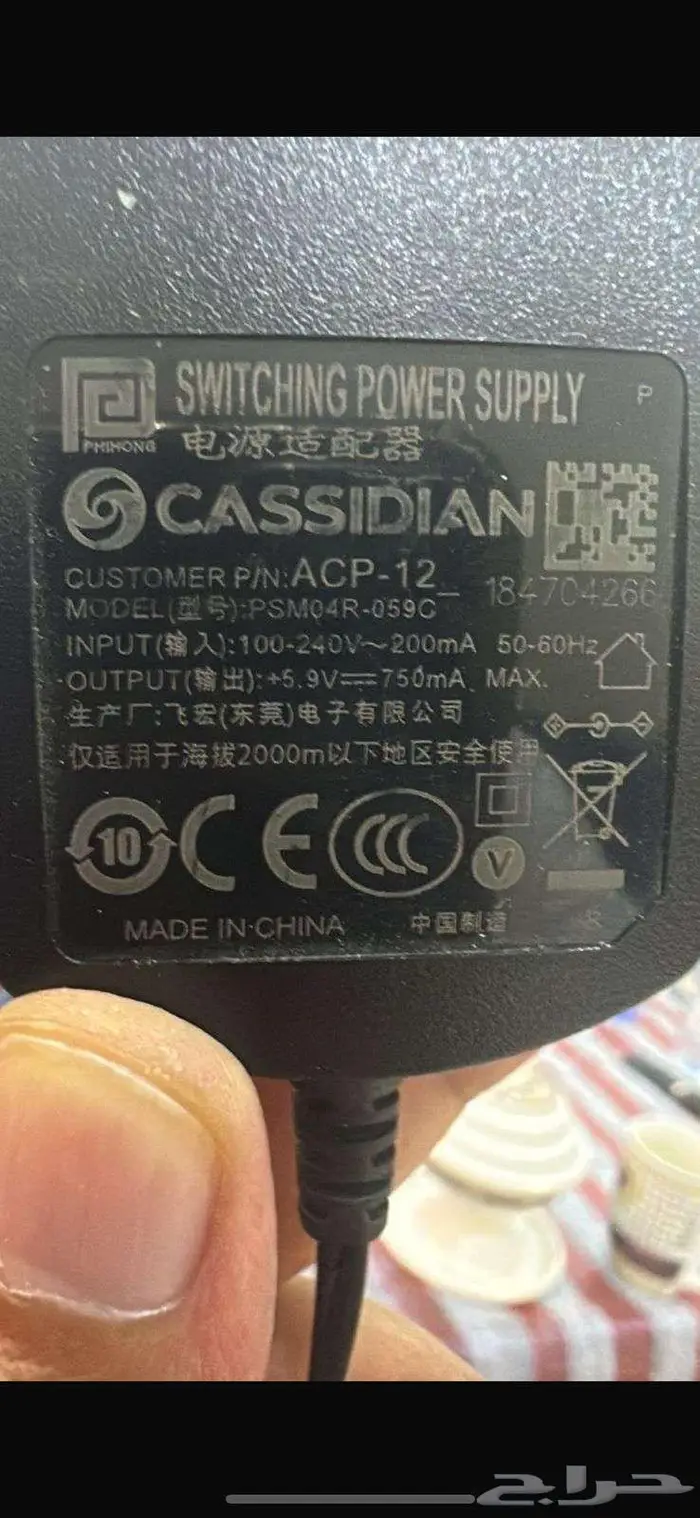 SWITCHING POWER SUPPLY P
PHIHONG
电源适配器
CASSIDIAN
CUSTOMER P/N:ACP-12_ 184704266
MODEL(型号):PSM04R-059C
INPUT(输入):100-240V~200mA 50-60Hz
OUTPUT(输出):+5.9V⎓750mA MAX.
生产厂:飞宏(东莞)电子有限公司
仅适用于海拔2000m以下地区安全使用
10 CE CCC V
MADE IN CHINA 中国制造
حراج